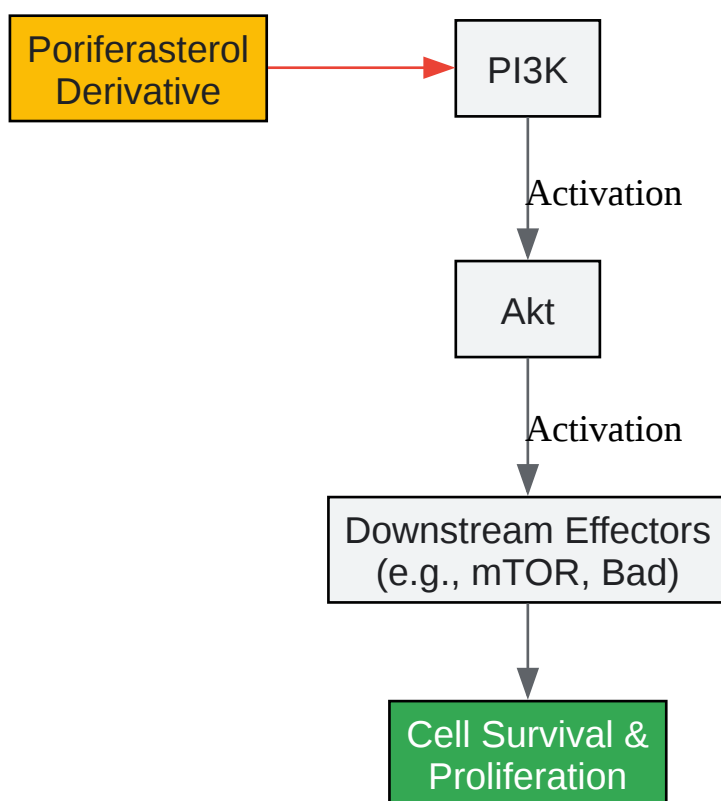 Poriferasterol
Derivative
PI3K
Activation
Akt
Activation
Downstream Effectors
(e.g., mTOR, Bad)
Cell Survival &
Proliferation